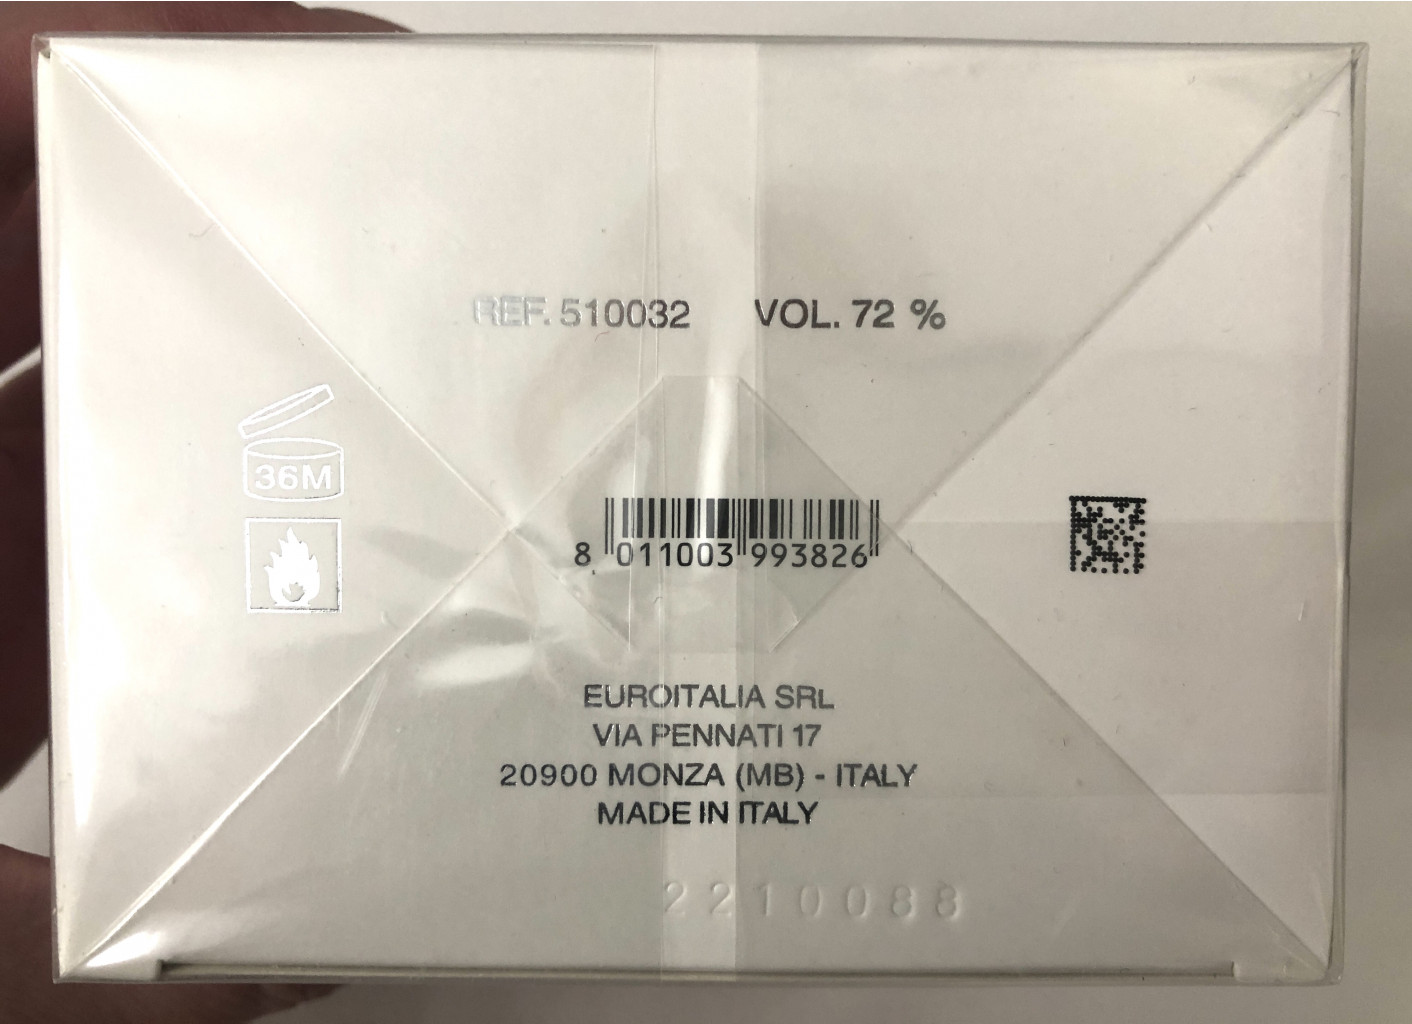 REF. 510032 VOL. 72 %
36M
8 011003 993826
EUROITALIA SRL
VIA PENNATI 17
20900 MONZA (MB) - ITALY
MADE IN ITALY
2210088